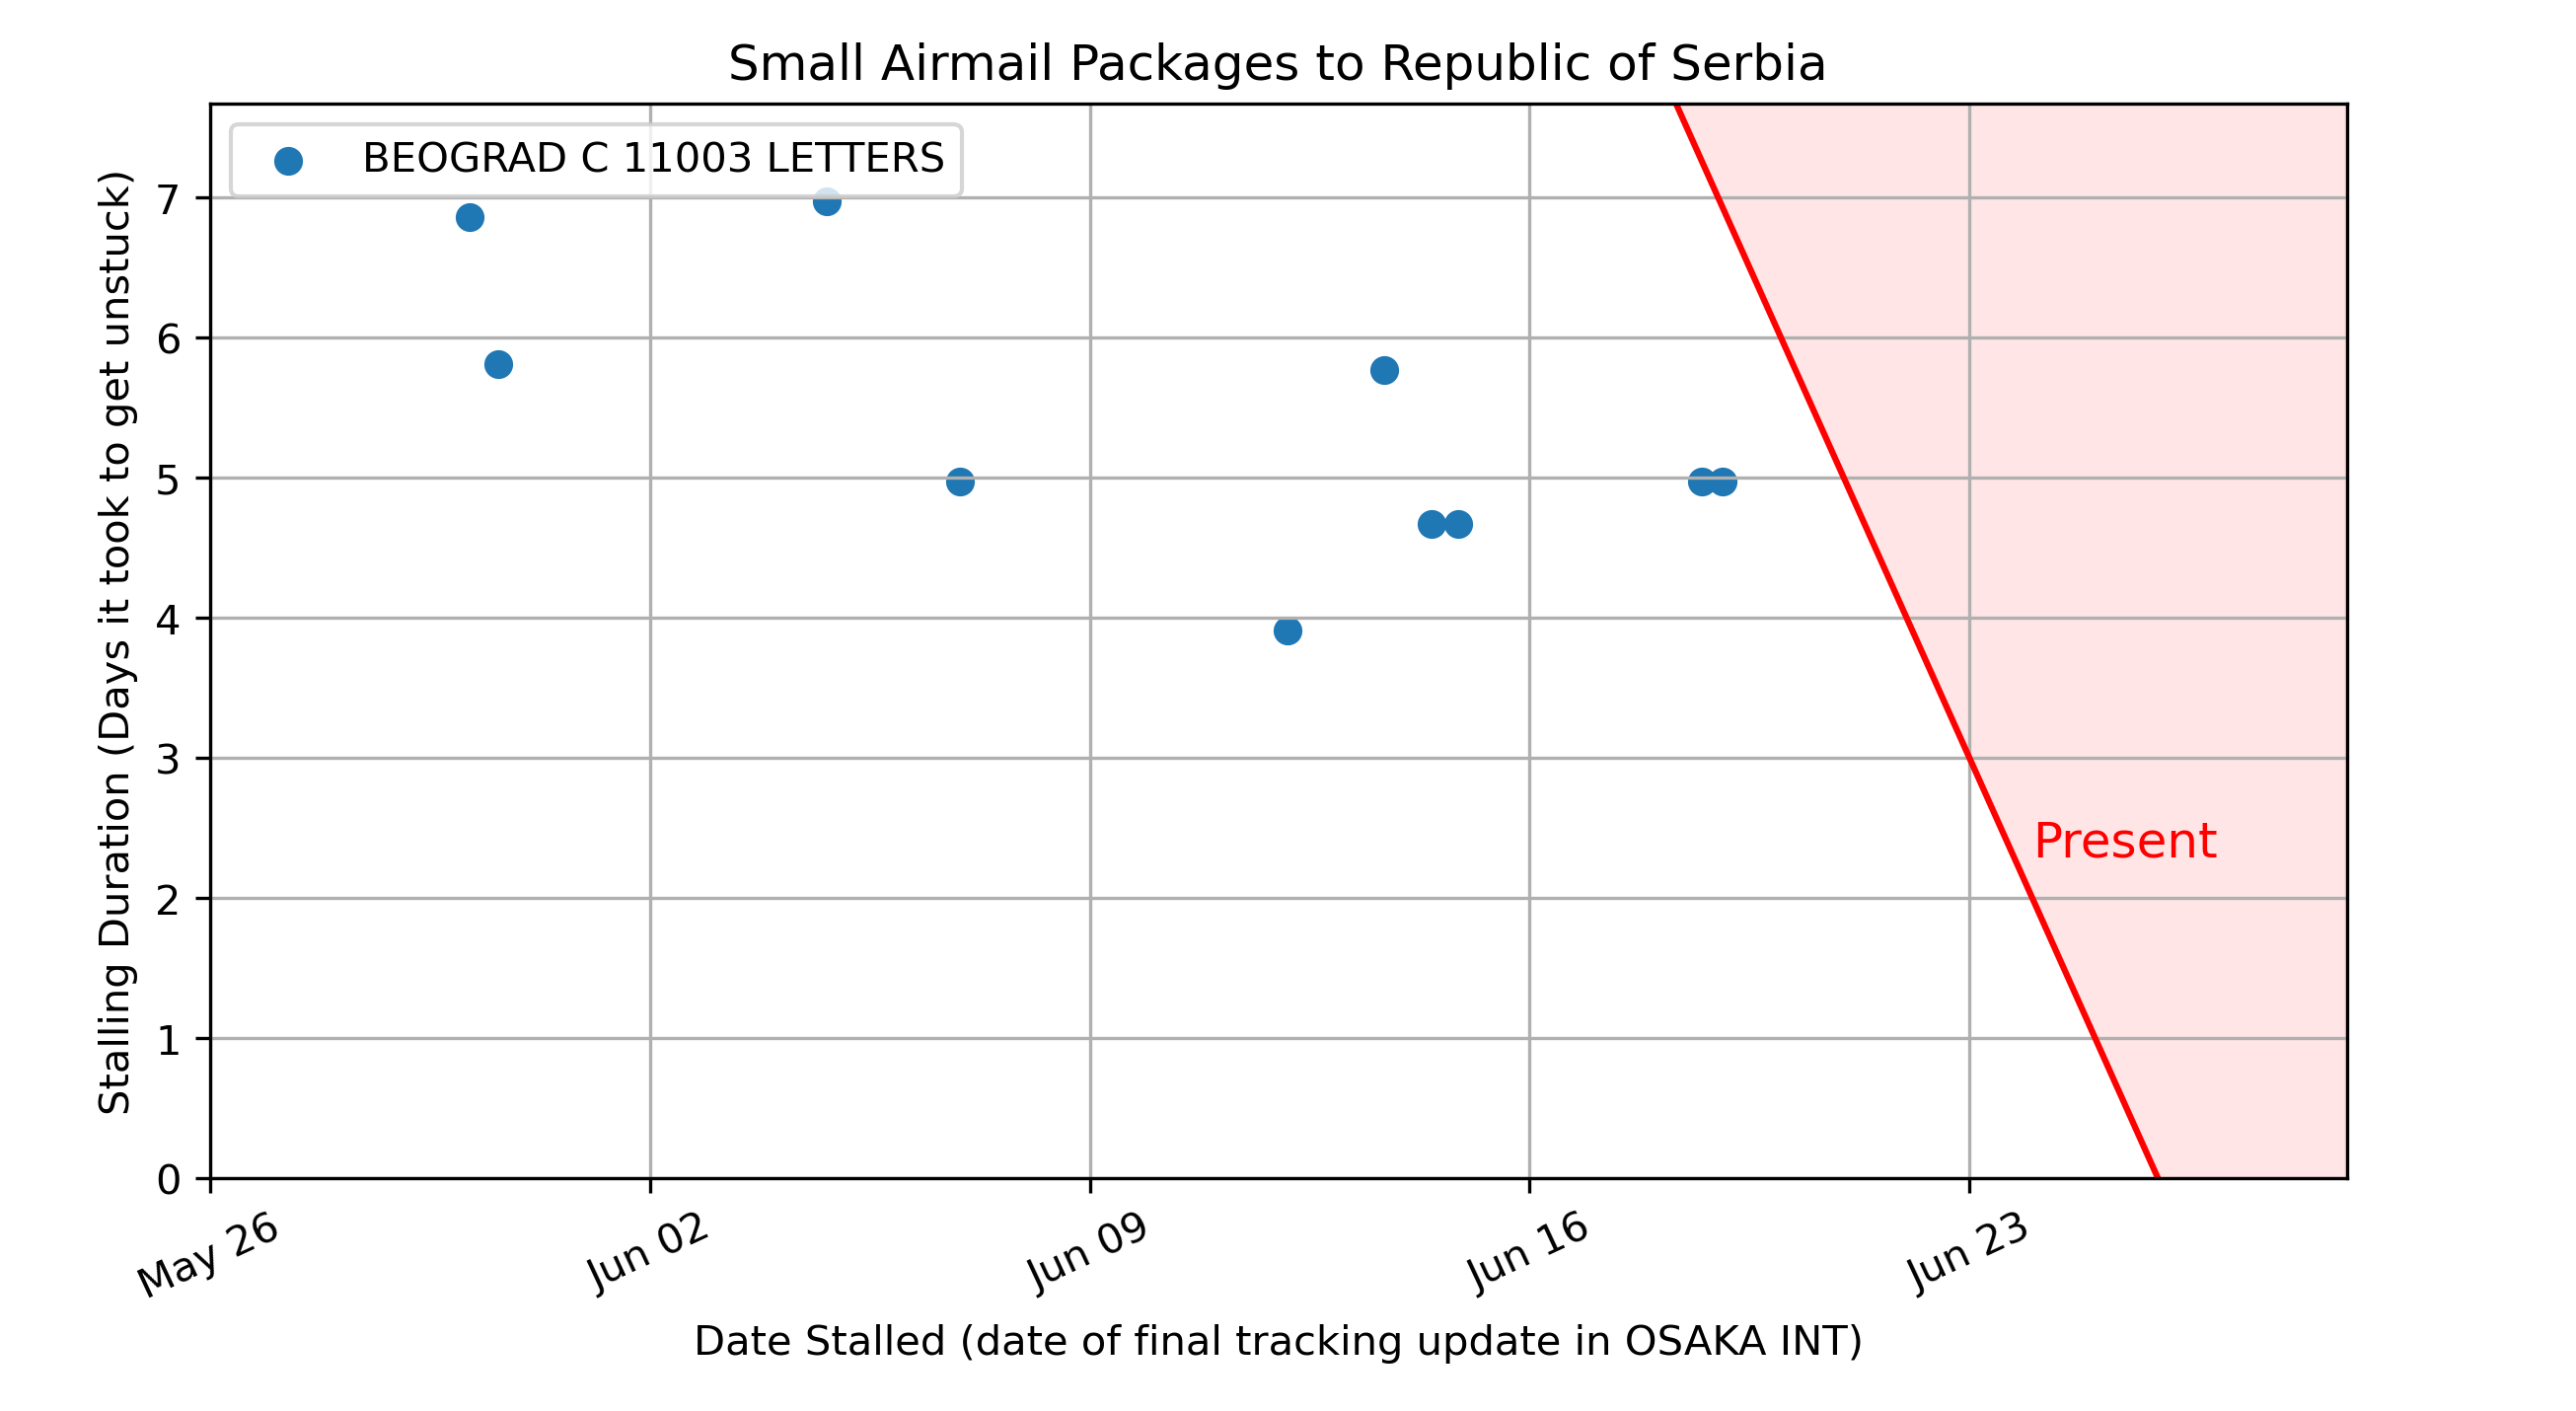 Small Airmail Packages to Republic of Serbia
BEOGRAD C 11003 LETTERS
Stalling Duration (Days it took to get unstuck)
7
6
5
4
3
2
1
0
Present
May 26
Jun 02
Jun 09
Jun 16
Jun 23
Date Stalled (date of final tracking update in OSAKA INT)